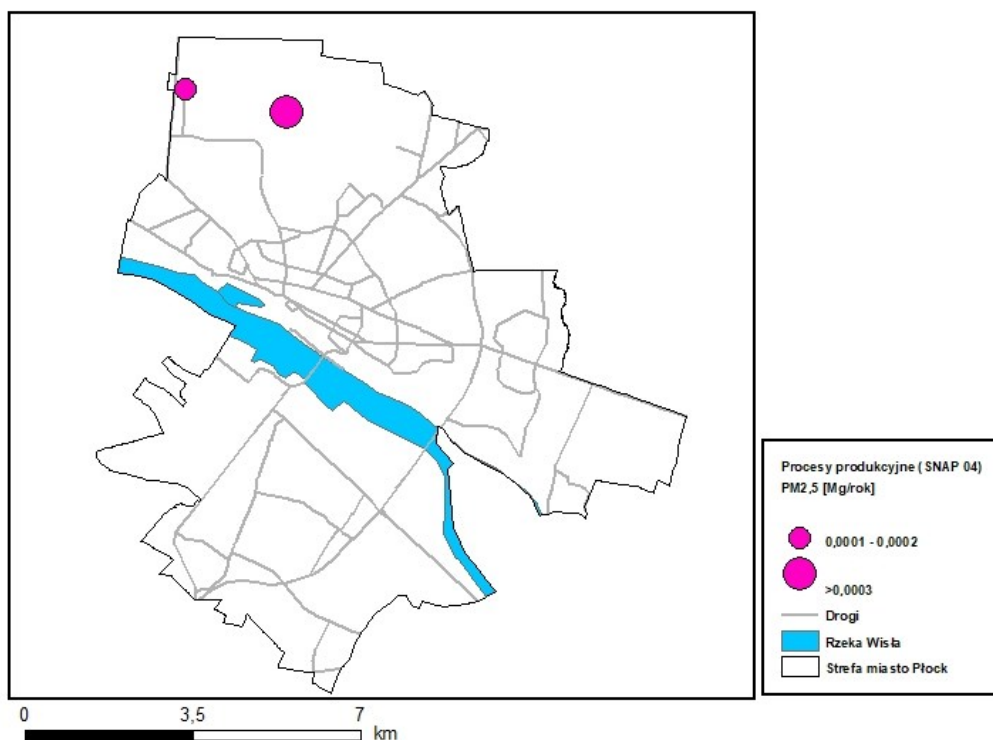 Procesy produkcyjne ( SNAP 04)
PM2,5 [Mg/rok]
0,0001 - 0,0002
>0,0003
Drogi
Rzeka Wisła
Strefa miasto Płock
0 3,5 7
km